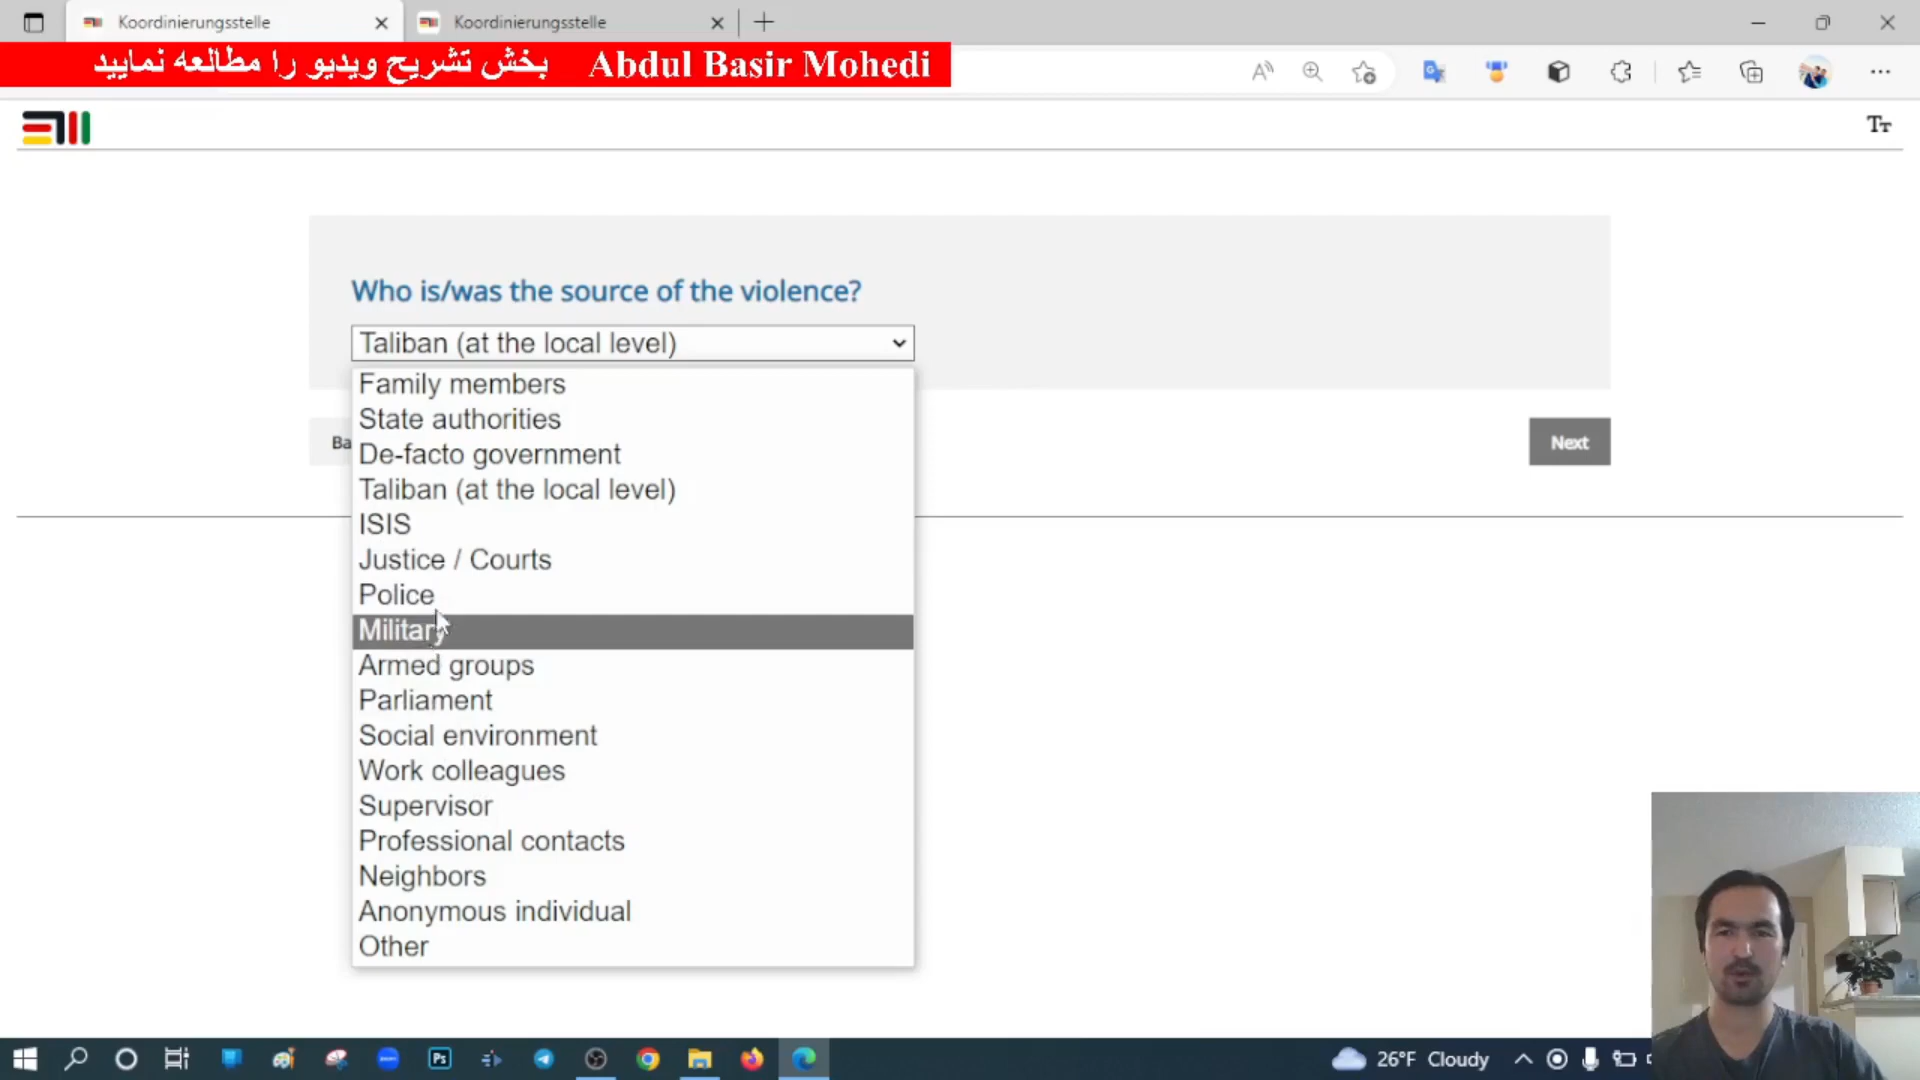 Koordinierungsstelle
Koordinierungsstelle
بخش تشریح ویدیو را مطالعه نمایید Abdul Basir Mohedi
Who is/was the source of the violence?
Taliban (at the local level)
Family members
State authorities
De-facto government
Taliban (at the local level)
ISIS
Justice / Courts
Police
Military
Armed groups
Parliament
Social environment
Work colleagues
Supervisor
Professional contacts
Neighbors
Anonymous individual
Other
Ba
Next
26°F Cloudy